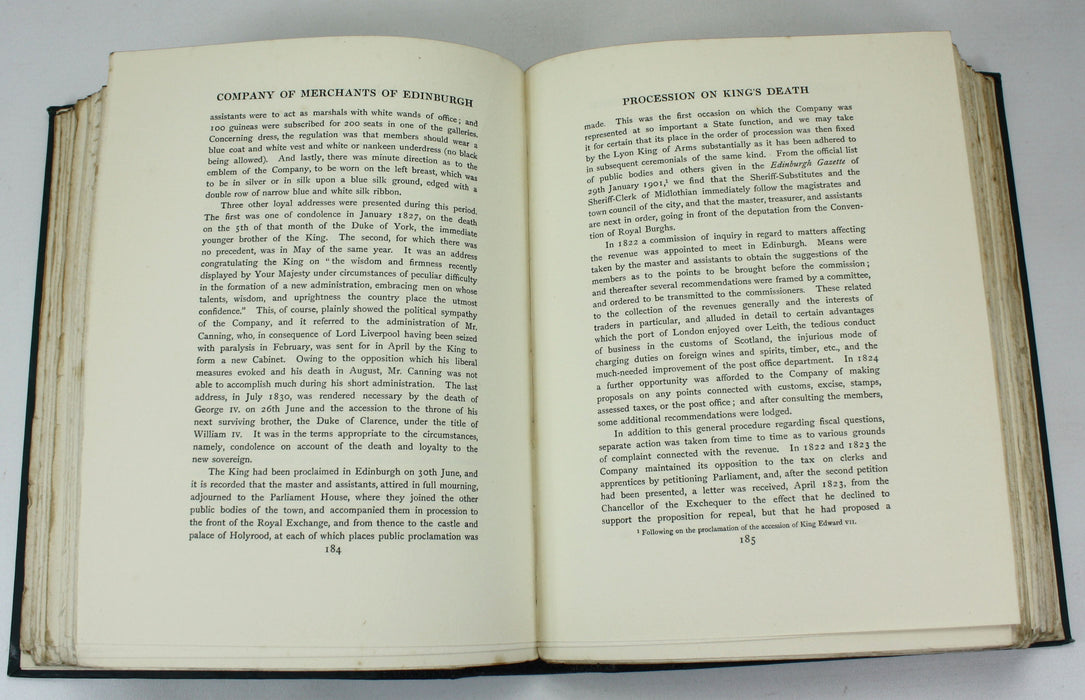 COMPANY OF MERCHANTS OF EDINBURGH
assistants were to act as marshals with white wands of office; and
100 guineas were subscribed for 200 seats in one of the galleries.
Concerning dress, the regulation was that members should wear a
blue coat and white vest and white or nankeen underdress (no black
being allowed). And lastly, there was minute direction as to the
emblem of the Company, to be worn on the left breast, which was
to be in silver or in silk upon a blue silk ground, edged with a
double row of narrow blue and white silk ribbon.
Three other loyal addresses were presented during this period.
The first was one of condolence in January 1827, on the death
on the 5th of that month of the Duke of York, the immediate
younger brother of the King. The second, for which there was
no precedent, was in May of the same year. It was an address
congratulating the King on "the wisdom and firmness recently
displayed by Your Majesty under circumstances of peculiar difficulty
in the formation of a new administration, embracing men on whose
talents, wisdom, and uprightness the country place the utmost
confidence." This, of course, plainly showed the political sympathy
of the Company, and it referred to the administration of Mr.
Canning, who, in consequence of Lord Liverpool having been seized
with paralysis in February, was sent for in April by the King to
form a new Cabinet. Owing to the opposition which his liberal
measures evoked and his death in August, Mr. Canning was not
able to accomplish much during his short administration. The last
address, in July 1830, was rendered necessary by the death of
George IV. on 26th June and the accession to the throne of his
next surviving brother, the Duke of Clarence, under the title of
William IV. It was in the terms appropriate to the circumstances,
namely, condolence on account of the death and loyalty to the
new sovereign.
The King had been proclaimed in Edinburgh on 30th June, and
it is recorded that the master and assistants, attired in full mourning,
adjourned to the Parliament House, where they joined the other
public bodies of the town, and accompanied them in procession to
the front of the Royal Exchange, and from thence to the castle and
palace of Holyrood, at each of which places public proclamation was
184
PROCESSION ON KING'S DEATH
made. This was the first occasion on which the Company was
represented at so important a State function, and we may take
it for certain that its place in the order of procession was then fixed
by the Lyon King of Arms substantially as it has been adhered to
in subsequent ceremonials of the same kind. From the official list
of public bodies and others given in the Edinburgh Gazette of
29th January 1901,¹ we find that the Sheriff-Substitutes and the
Sheriff-Clerk of Midlothian immediately follow the magistrates and
town council of the city, and that the master, treasurer, and assistants
are next in order, going in front of the deputation from the Conven-
tion of Royal Burghs.
In 1822 a commission of inquiry in regard to matters affecting
the revenue was appointed to meet in Edinburgh. Means were
taken by the master and assistants to obtain the suggestions of the
members as to the points to be brought before the commission;
and thereafter several recommendations were framed by a committee,
and ordered to be transmitted to the commissioners. These related
to the collection of the revenues generally and the interests of
traders in particular, and alluded in detail to certain advantages
which the port of London enjoyed over Leith, the tedious conduct
of business in the customs of Scotland, the injurious mode of
charging duties on foreign wines and spirits, timber, etc., and the
much-needed improvement of the post office department. In 1824
a further opportunity was afforded to the Company of making
proposals on any points connected with customs, excise, stamps,
assessed taxes, or the post office; and after consulting the members,
some additional recommendations were lodged.
In addition to this general procedure regarding fiscal questions,
separate action was taken from time to time as to various grounds
of complaint connected with the revenue. In 1822 and 1823 the
Company maintained its opposition to the tax on clerks and
apprentices by petitioning Parliament, and, after the second petition
had been presented, a letter was received, April 1823, from the
Chancellor of the Exchequer to the effect that he declined to
support the proposition for repeal, but that he had proposed a
¹ Following on the proclamation of the accession of King Edward VII.
185